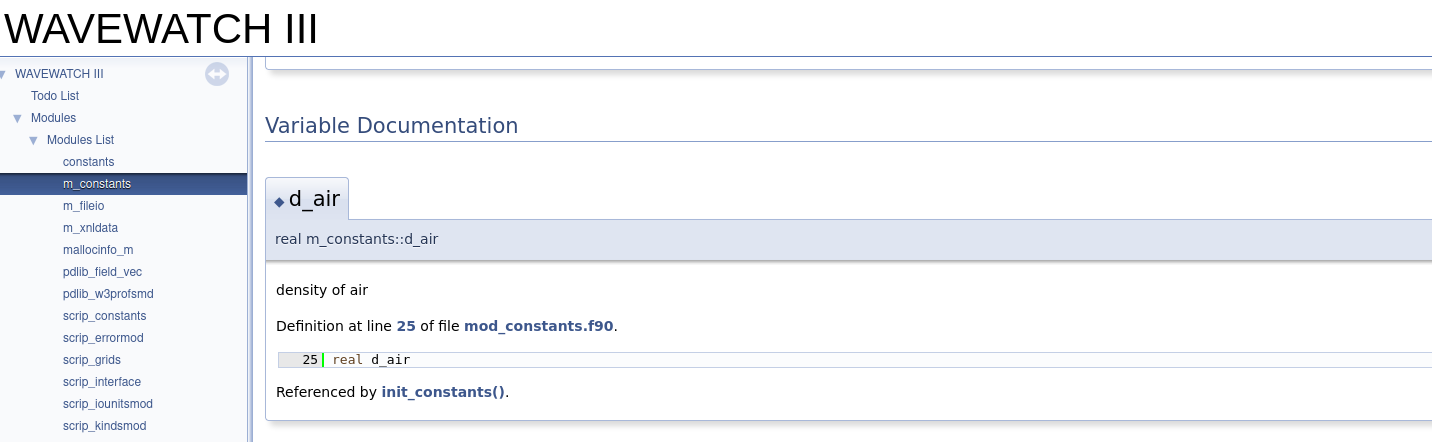 WAVEWATCH III
WAVEWATCH III
Todo List
Modules
Modules List
constants
m_constants
m_fileio
m_xnldata
mallocinfo_m
pdlib_field_vec
pdlib_w3profsmd
scrip_constants
scrip_errormod
scrip_grids
scrip_interface
scrip_iounitsmod
scrip_kindsmod
Variable Documentation
◆ d_air
real m_constants::d_air
density of air
Definition at line 25 of file mod_constants.f90.
25 real d_air
Referenced by init_constants().